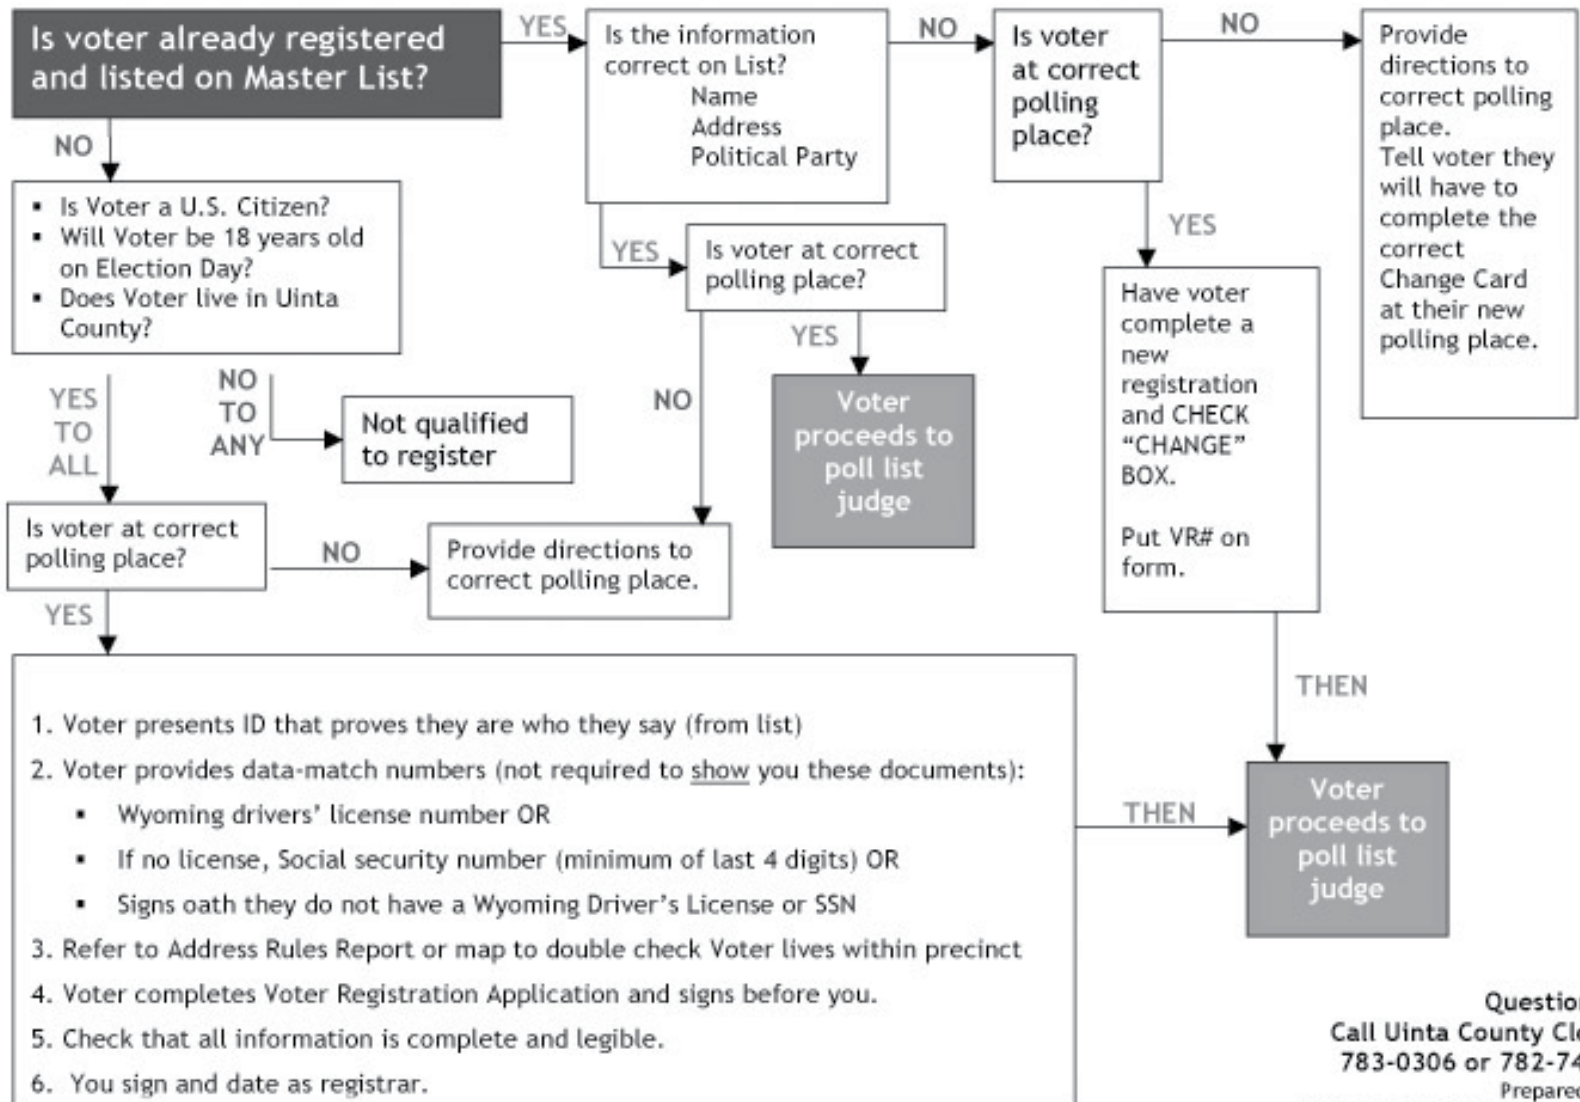 Is voter already registered
and listed on Master List?
YES
Is the information
correct on List?
Name
Address
Political Party
NO
Is voter
at correct
polling
place?
NO
Provide
directions to
correct polling
place.
Tell voter they
will have to
complete the
correct
Change Card
at their new
polling place.
NO
▪ Is Voter a U.S. Citizen?
▪ Will Voter be 18 years old
on Election Day?
▪ Does Voter live in Uinta
County?
YES
Is voter at correct
polling place?
YES
Have voter
complete a
new
registration
and CHECK
“CHANGE”
BOX.
Put VR# on
form.
YES
TO
ALL
NO
TO
ANY
Not qualified
to register
NO
YES
Voter
proceeds to
poll list
judge
Is voter at correct
polling place?
NO
Provide directions to
correct polling place.
YES
THEN
1. Voter presents ID that proves they are who they say (from list)
2. Voter provides data-match numbers (not required to show you these documents):
▪ Wyoming drivers’ license number OR
▪ If no license, Social security number (minimum of last 4 digits) OR
▪ Signs oath they do not have a Wyoming Driver’s License or SSN
3. Refer to Address Rules Report or map to double check Voter lives within precinct
4. Voter completes Voter Registration Application and signs before you.
5. Check that all information is complete and legible.
6. You sign and date as registrar.
THEN
Voter
proceeds to
poll list
judge
Question
Call Uinta County Cle
783-0306 or 782-74
Prepared